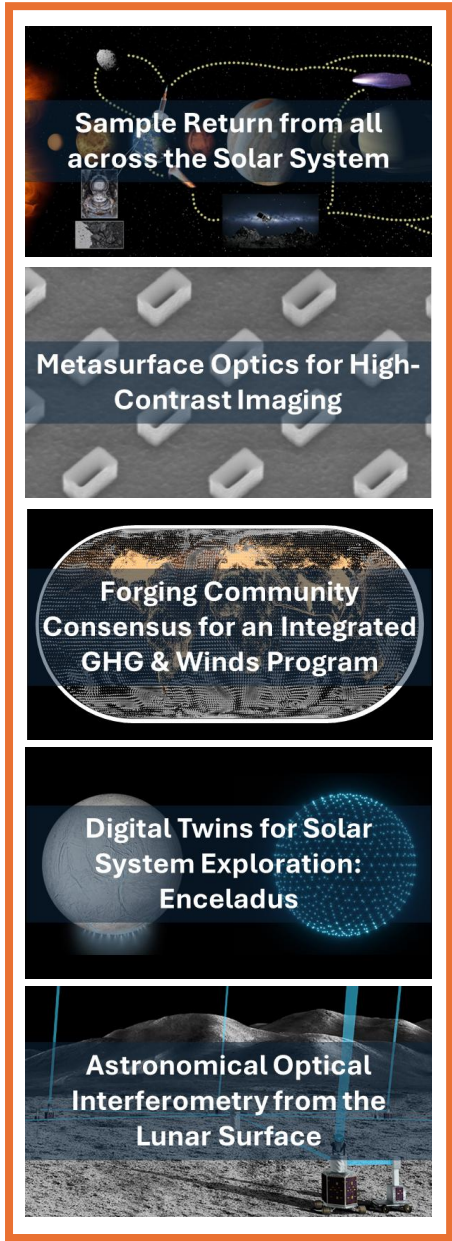 Sample Return from all
across the Solar System
Metasurface Optics for High-
Contrast Imaging
Forging Community
Consensus for an Integrated
GHG & Winds Program
Digital Twins for Solar
System Exploration:
Enceladus
Astronomical Optical
Interferometry from the
Lunar Surface